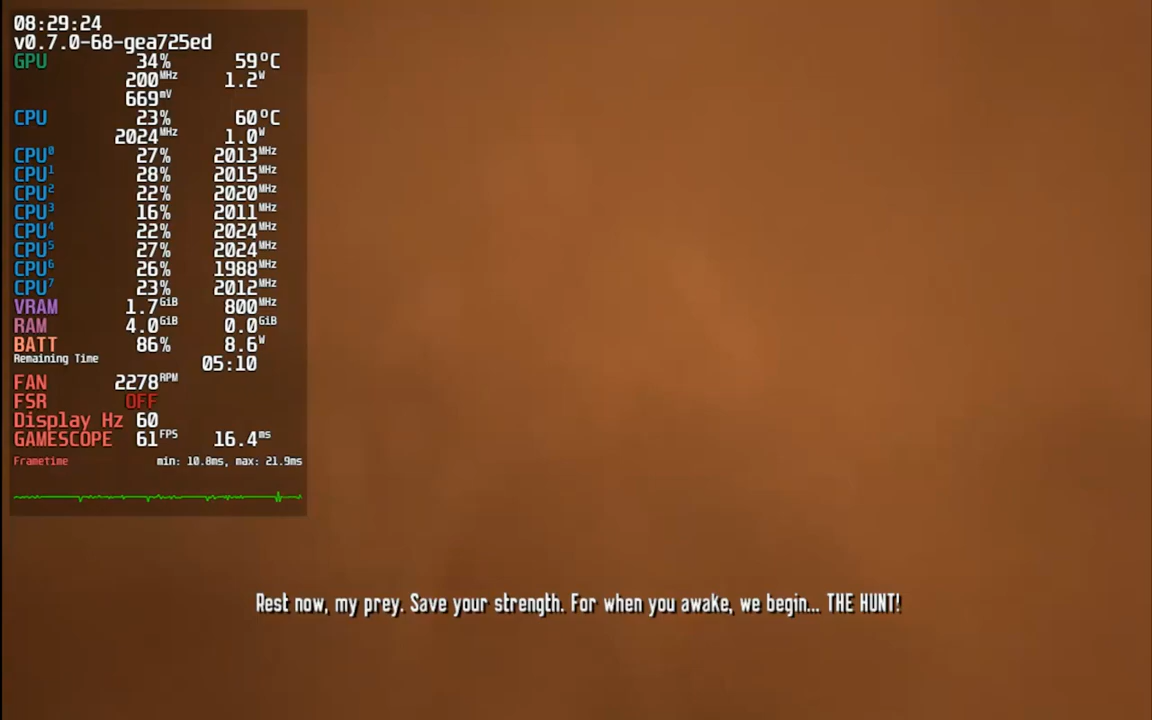 08:29:24
v0.7.0-68-gea725ed
GPU 34% 59°C
200MHz 1.2W
669mV
CPU 23% 60°C
2024MHz 1.0W
CPU0 27% 2013MHz
CPU1 28% 2015MHz
CPU2 22% 2020MHz
CPU3 16% 2011MHz
CPU4 22% 2024MHz
CPU5 27% 2024MHz
CPU6 26% 1988MHz
CPU7 23% 2012MHz
VRAM 1.7GiB 800MHz
RAM 4.0GiB 0.0GiB
BATT 86% 8.6W
Remaining Time 05:10
FAN 2278RPM
FSR OFF
Display Hz 60
GAMESCOPE 61FPS 16.4ms
Frametime min: 10.8ms, max: 21.9ms
Rest now, my prey. Save your strength. For when you awake, we begin... THE HUNT!